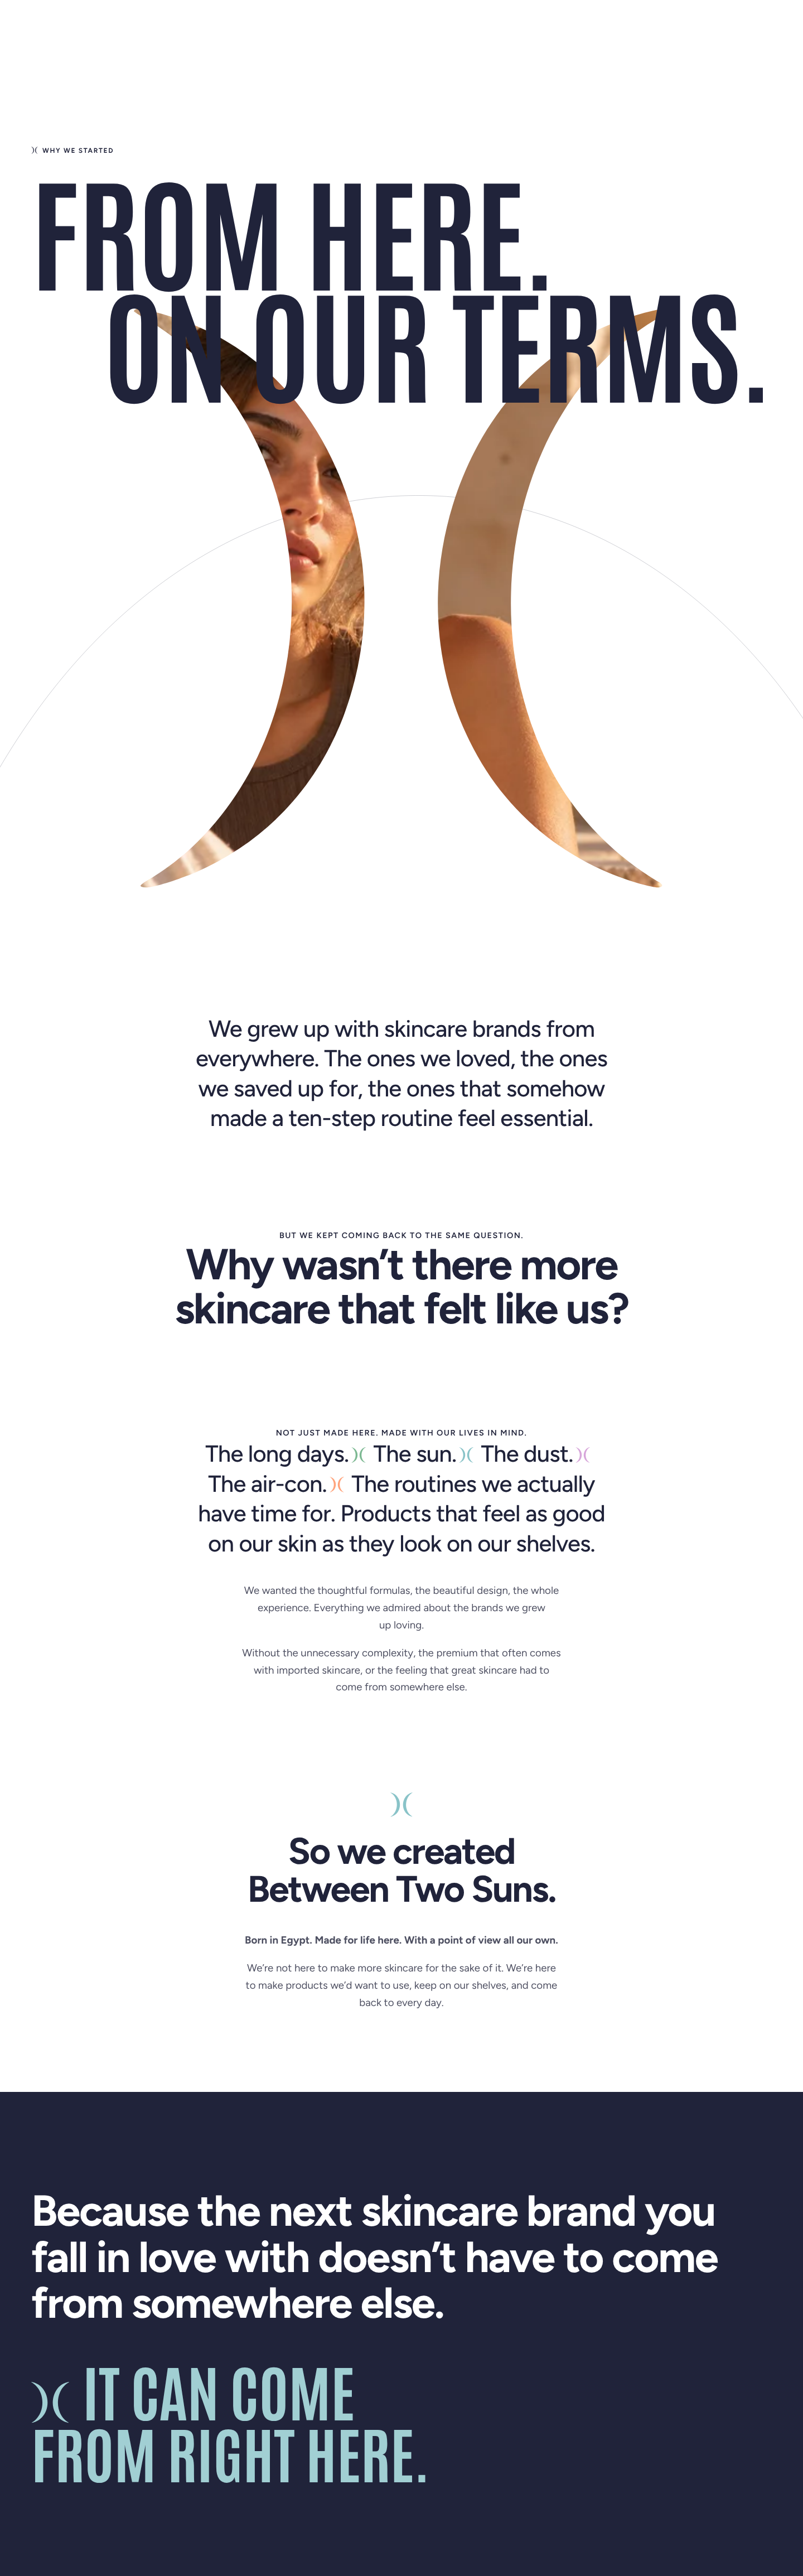 WHY WE STARTED
FROM HERE.
ON OUR TERMS.
We grew up with skincare brands from
everywhere. The ones we loved, the ones
we saved up for, the ones that somehow
made a ten-step routine feel essential.
BUT WE KEPT COMING BACK TO THE SAME QUESTION.
Why wasn’t there more
skincare that felt like us?
NOT JUST MADE HERE. MADE WITH OUR LIVES IN MIND.
The long days. The sun. The dust.
The air-con. The routines we actually
have time for. Products that feel as good
on our skin as they look on our shelves.
We wanted the thoughtful formulas, the beautiful design, the whole
experience. Everything we admired about the brands we grew
up loving.
Without the unnecessary complexity, the premium that often comes
with imported skincare, or the feeling that great skincare had to
come from somewhere else.
So we created
Between Two Suns.
Born in Egypt. Made for life here. With a point of view all our own.
We’re not here to make more skincare for the sake of it. We’re here
to make products we’d want to use, keep on our shelves, and come
back to every day.
Because the next skincare brand you
fall in love with doesn’t have to come
from somewhere else.
IT CAN COME
FROM RIGHT HERE.